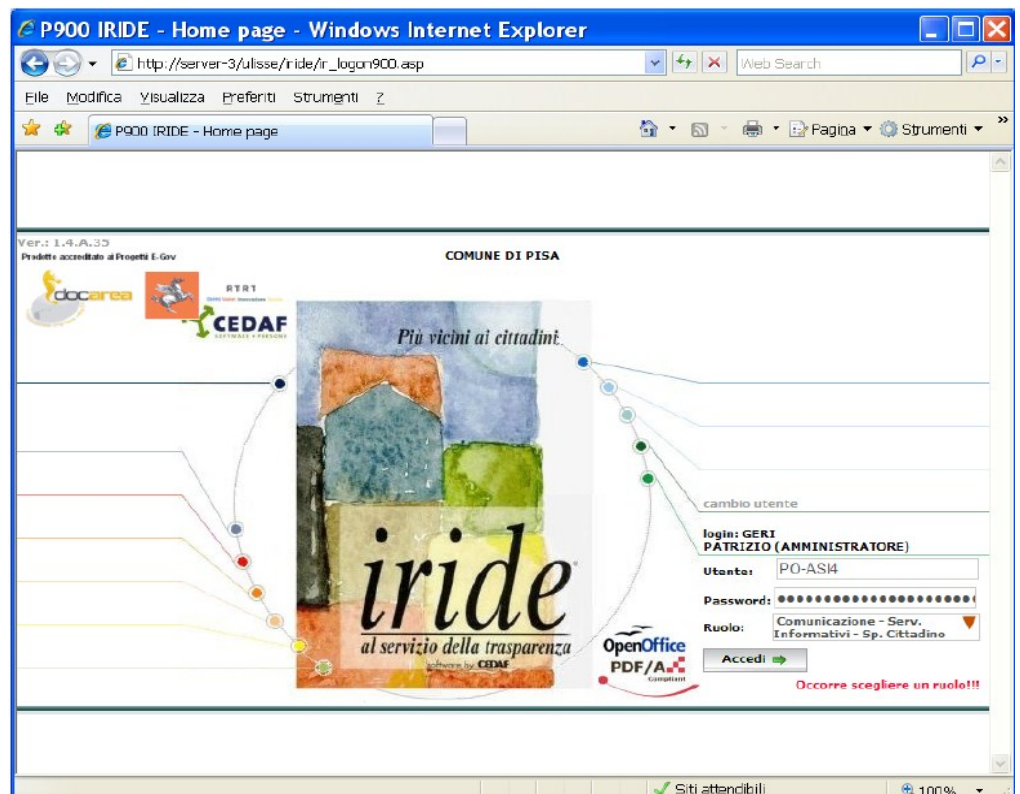 P900 IRIDE - Home page - Windows Internet Explorer
http://server-3/ulisse/iride/ir_logon900.asp
Web Search
File Modifica Visualizza Preferiti Strumenti ?
P900 IRIDE - Home page
Pagina
Strumenti
Ver.: 1.4.A.35
Prodotto accreditato ai Progetti E-Gov
COMUNE DI PISA
docarea
RTRT
CEDAF
SOFTWARE & PERSONE
Più vicini ai cittadini
cambio utente
login: GERI
PATRIZIO (AMMINISTRATORE)
Utente: PO-ASI4
Password:
Ruolo: Comunicazione - Serv.
Informativi - Sp. Cittadino
Accedi
Occorre scegliere un ruolo!!!
iride
al servizio della trasparenza
software by CEDAF
OpenOffice
PDF/A
Compliant
Siti attendibili
100%